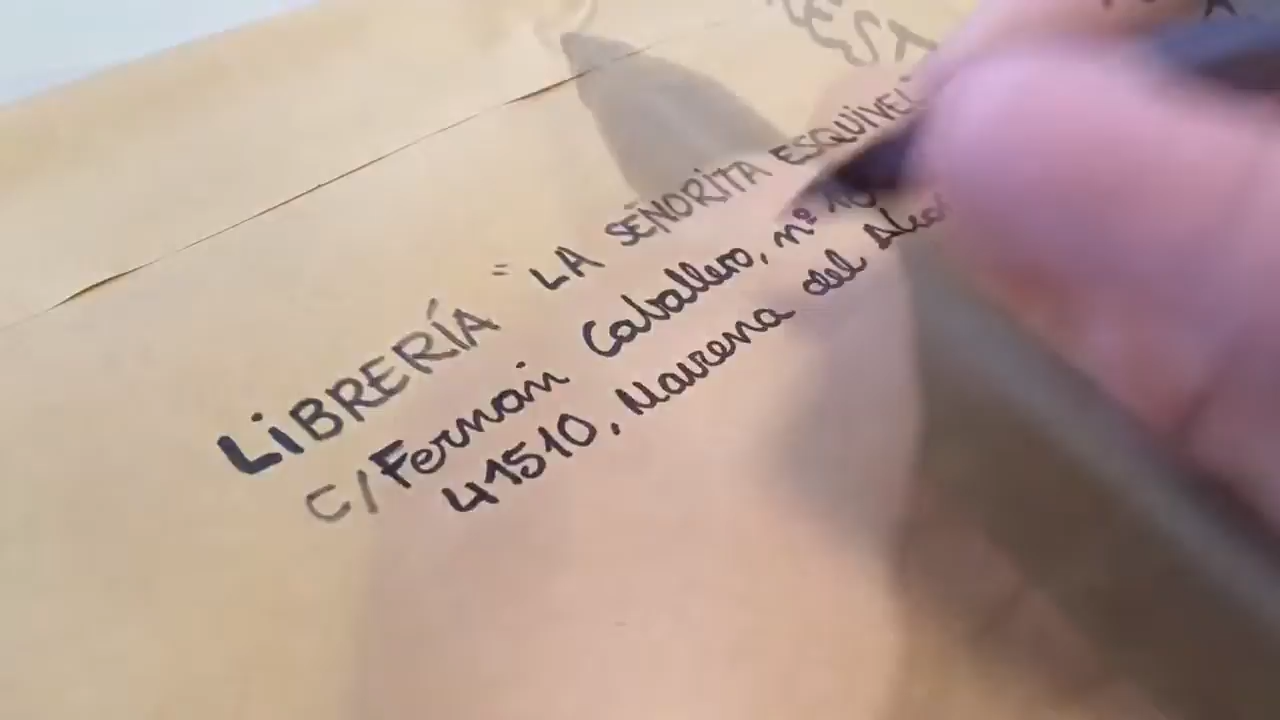 LiBRERÍA = LA SEÑORITA ESQUIVEL
C/Fernán Caballero, nº
41510, Mairena del